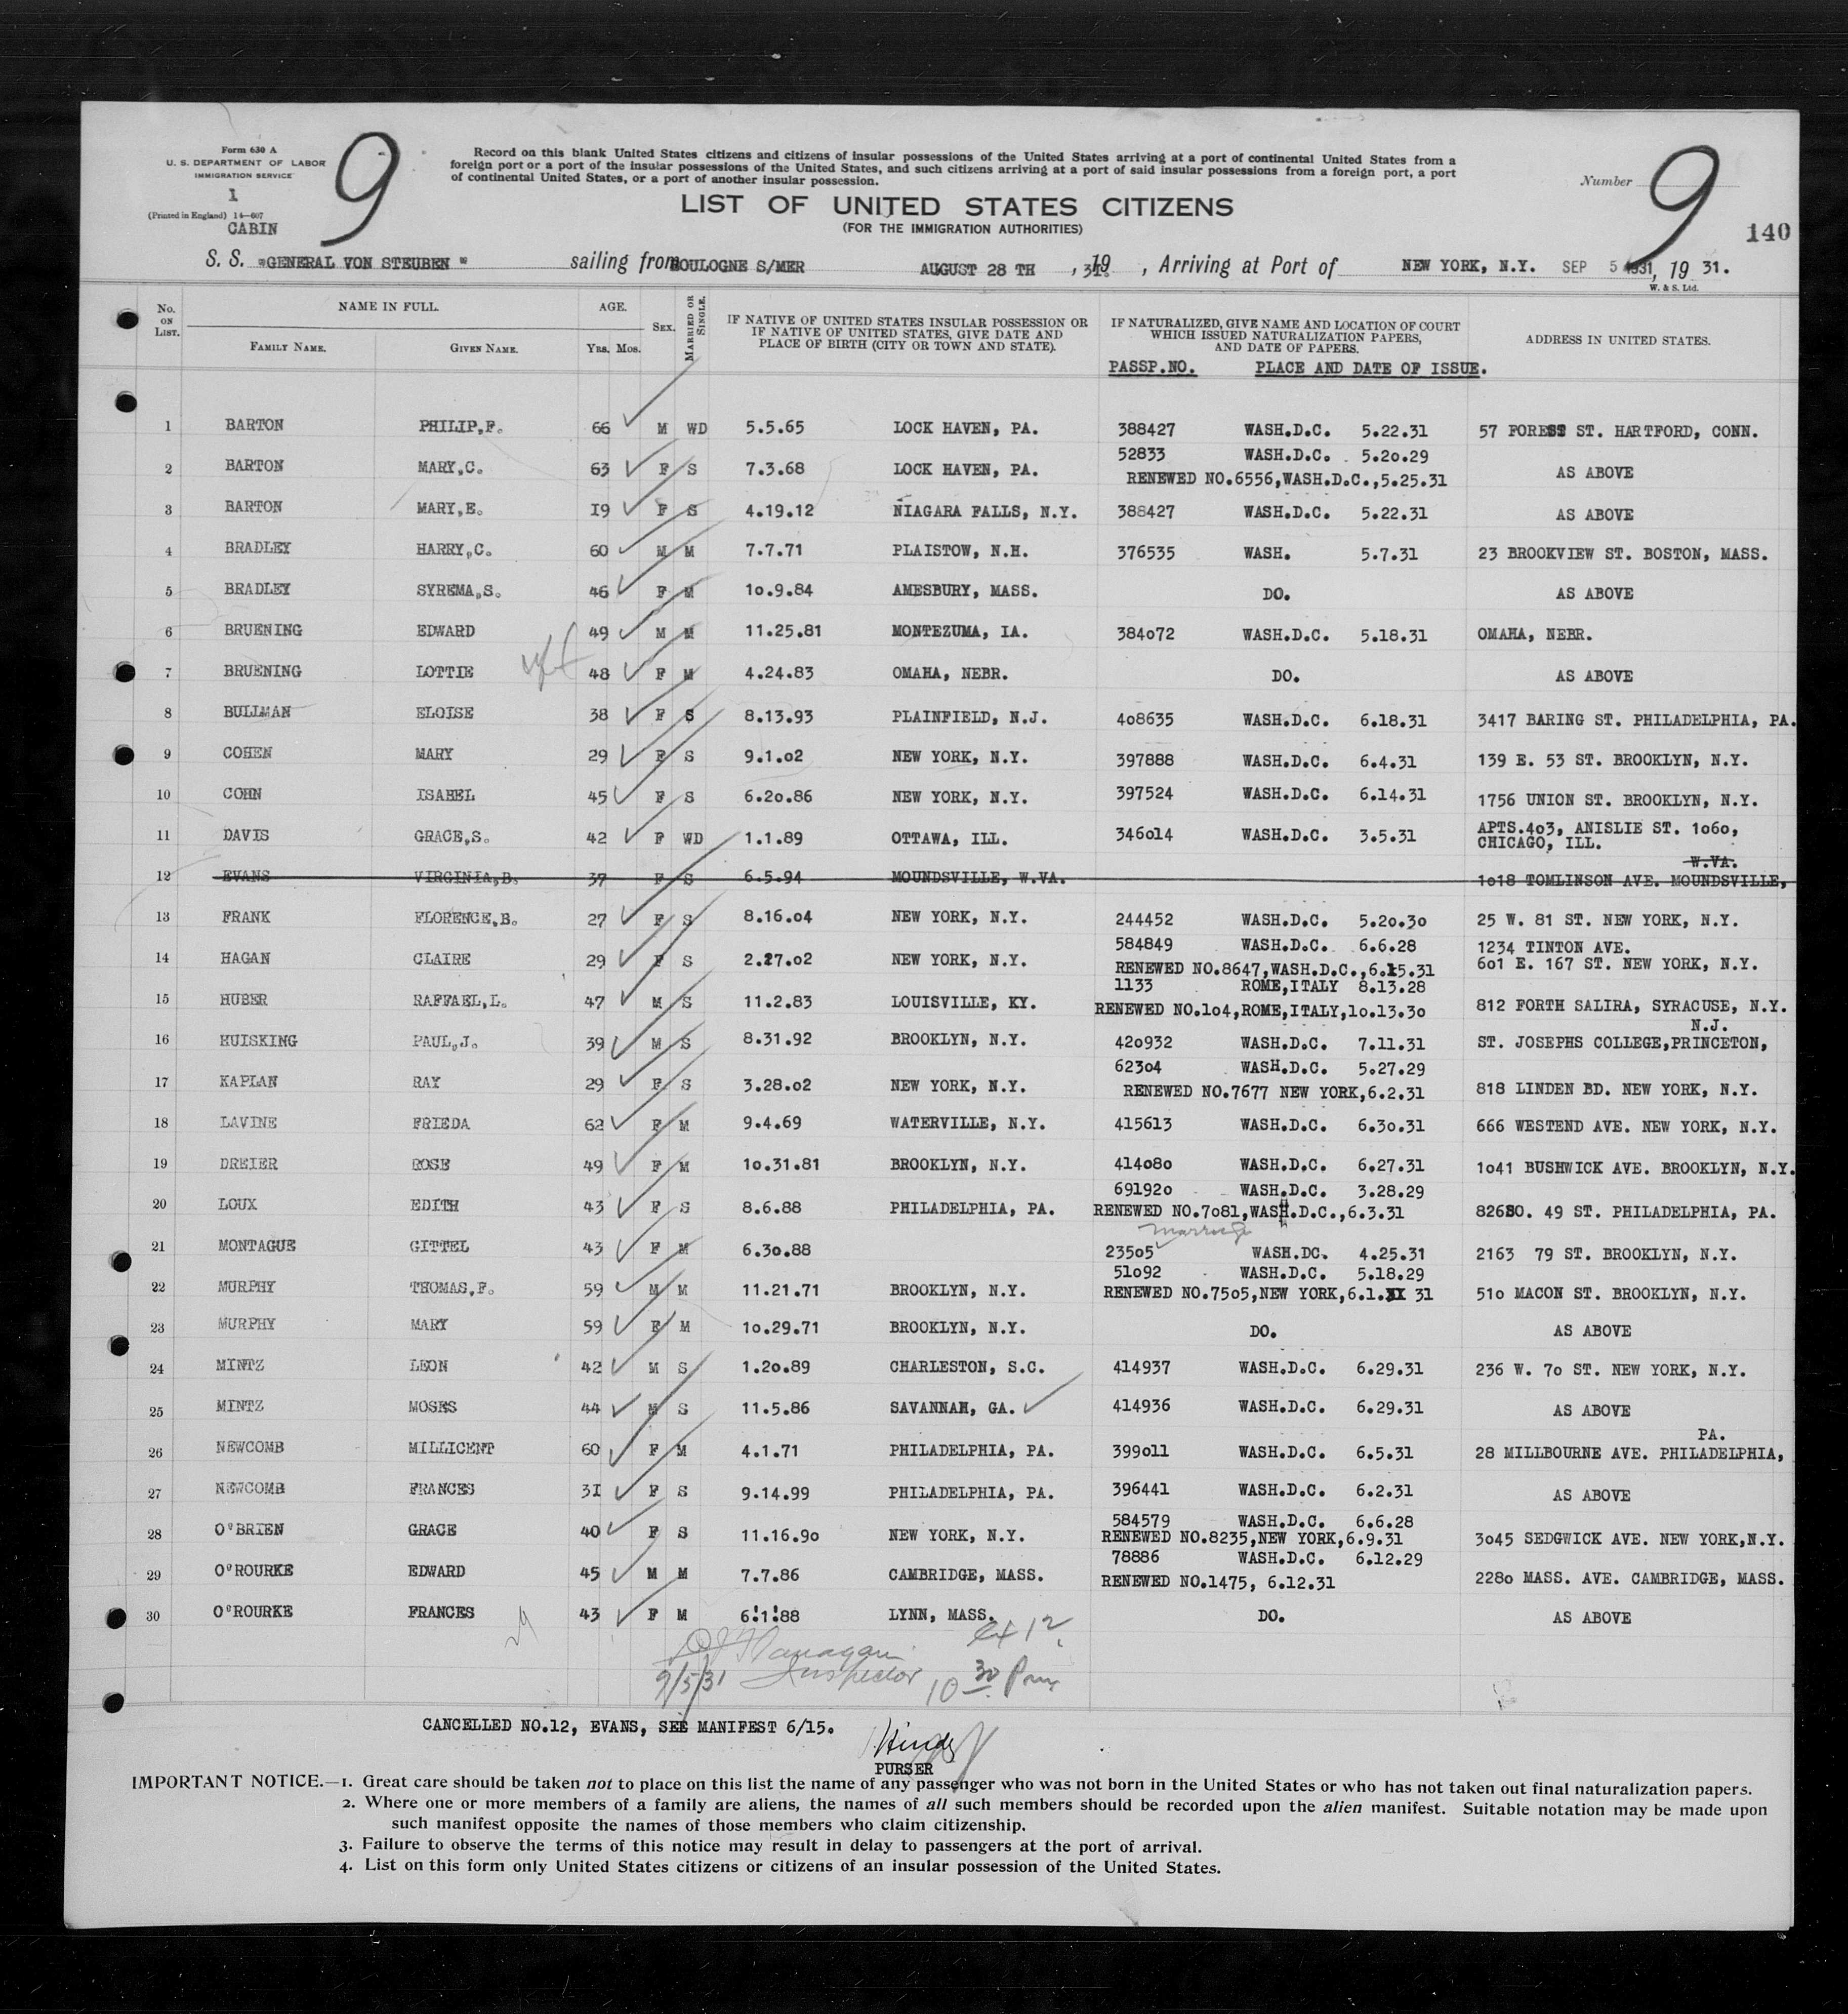 Form 630 A
U. S. DEPARTMENT OF LABOR
IMMIGRATION SERVICE
1
(Printed in England) 14—607
CABIN
9
Record on this blank United States citizens and citizens of insular possessions of the United States arriving at a port of continental United States from a
foreign port or a port of the insular possessions of the United States, and such citizens arriving at a port of said insular possessions from a foreign port, a port
of continental United States, or a port of another insular possession.
Number 9
140
LIST OF UNITED STATES CITIZENS
(FOR THE IMMIGRATION AUTHORITIES)
S. S. "GENERAL VON STEUBEN" sailing from BOULOGNE S/MER AUGUST 28 TH , 19 31. , Arriving at Port of NEW YORK, N.Y. SEP 5 1931, 19 31.
W. & S. Ltd.
No. ON LIST. NAME IN FULL. AGE. SEX. MARRIED OR SINGLE. IF NATIVE OF UNITED STATES INSULAR POSSESSION OR IF NATIVE OF UNITED STATES, GIVE DATE AND PLACE OF BIRTH (CITY OR TOWN AND STATE). IF NATURALIZED, GIVE NAME AND LOCATION OF COURT WHICH ISSUED NATURALIZATION PAPERS, AND DATE OF PAPERS. ADDRESS IN UNITED STATES.
FAMILY NAME. GIVEN NAME. YRS. MOS.
PASSP.NO. PLACE AND DATE OF ISSUE.
1 BARTON PHILIP,F. 66 M WD 5.5.65 LOCK HAVEN, PA. 388427 WASH.D.C. 5.22.31 57 FOREST ST. HARTFORD, CONN.
52833 WASH.D.C. 5.20.29
2 BARTON MARY,C. 63 F S 7.3.68 LOCK HAVEN, PA. RENEWED NO.6556,WASH.D.C.,5.25.31 AS ABOVE
3 BARTON MARY,E. 19 F S 4.19.12 NIAGARA FALLS, N.Y. 388427 WASH.D.C. 5.22.31 AS ABOVE
4 BRADLEY HARRY,C. 60 M M 7.7.71 PLAISTOW, N.H. 376535 WASH. 5.7.31 23 BROOKVIEW ST. BOSTON, MASS.
5 BRADLEY SYREMA,S. 46 F M 10.9.84 AMESBURY, MASS. DO. AS ABOVE
6 BRUENING EDWARD 49 M M 11.25.81 MONTEZUMA, IA. 384072 WASH.D.C. 5.18.31 OMAHA, NEBR.
7 BRUENING LOTTIE 48 F M 4.24.83 OMAHA, NEBR. DO. AS ABOVE
8 BULLMAN ELOISE 38 F S 8.13.93 PLAINFIELD, N.J. 408635 WASH.D.C. 6.18.31 3417 BARING ST. PHILADELPHIA, PA.
9 COHEN MARY 29 F S 9.1.02 NEW YORK, N.Y. 397888 WASH.D.C. 6.4.31 139 E. 53 ST. BROOKLYN, N.Y.
10 COHN ISABEL 45 F S 6.20.86 NEW YORK, N.Y. 397524 WASH.D.C. 6.14.31 1756 UNION ST. BROOKLYN, N.Y.
11 DAVIS GRACE,S. 42 F WD 1.1.89 OTTAWA, ILL. 346014 WASH.D.C. 3.5.31 APTS.403, ANISLIE ST. 1060,
CHICAGO, ILL.
W.VA.
12 EVANS VIRGINIA,B. 37 F S 6.5.94 MOUNDSVILLE, W.VA. 1018 TOMLINSON AVE. MOUNDSVILLE,
13 FRANK FLORENCE,B. 27 F S 8.16.04 NEW YORK, N.Y. 244452 WASH.D.C. 5.20.30 25 W. 81 ST. NEW YORK, N.Y.
584849 WASH.D.C. 6.6.28 1234 TINTON AVE.
14 HAGAN CLAIRE 29 F S 2.27.02 NEW YORK, N.Y. RENEWED NO.8647,WASH.D.C.,6.15.31 601 E. 167 ST. NEW YORK, N.Y.
1133 ROME,ITALY 8.13.28
15 HUBER RAFFAEL,L. 47 M S 11.2.83 LOUISVILLE, KY. RENEWED NO.104,ROME,ITALY,10.13.30 812 FORTH SALIRA, SYRACUSE, N.Y.
N.J.
16 HUISKING PAUL,J. 39 M S 8.31.92 BROOKLYN, N.Y. 420932 WASH.D.C. 7.11.31 ST. JOSEPHS COLLEGE,PRINCETON,
62304 WASH.D.C. 5.27.29
17 KAPLAN RAY 29 F S 3.28.02 NEW YORK, N.Y. RENEWED NO.7677 NEW YORK,6.2.31 818 LINDEN BD. NEW YORK, N.Y.
18 LAVINE FRIEDA 62 F M 9.4.69 WATERVILLE, N.Y. 415613 WASH.D.C. 6.30.31 666 WESTEND AVE. NEW YORK, N.Y.
19 DREIER ROSE 49 F M 10.31.81 BROOKLYN, N.Y. 414080 WASH.D.C. 6.27.31 1041 BUSHWICK AVE. BROOKLYN, N.Y.
691920 WASH.D.C. 3.28.29
20 LOUX EDITH 43 F S 8.6.88 PHILADELPHIA, PA. RENEWED NO.7081,WASH.D.C.,6.3.31 826SO. 49 ST. PHILADELPHIA, PA.
marriage
21 MONTAGUE GITTEL 43 F M 6.30.88 23505 WASH.DC. 4.25.31 2163 79 ST. BROOKLYN, N.Y.
51092 WASH.D.C. 5.18.29
22 MURPHY THOMAS,F. 59 M M 11.21.71 BROOKLYN, N.Y. RENEWED NO.7505,NEW YORK,6.1. 31 510 MACON ST. BROOKLYN, N.Y.
23 MURPHY MARY 59 F M 10.29.71 BROOKLYN, N.Y. DO. AS ABOVE
24 MINTZ LEON 42 M S 1.20.89 CHARLESTON, S.C. 414937 WASH.D.C. 6.29.31 236 W. 70 ST. NEW YORK, N.Y.
25 MINTZ MOSES 44 M S 11.5.86 SAVANNAH, GA. 414936 WASH.D.C. 6.29.31 AS ABOVE
PA.
26 NEWCOMB MILLICENT 60 F M 4.1.71 PHILADELPHIA, PA. 399011 WASH.D.C. 6.5.31 28 MILLBOURNE AVE. PHILADELPHIA,
27 NEWCOMB FRANCES 31 F S 9.14.99 PHILADELPHIA, PA. 396441 WASH.D.C. 6.2.31 AS ABOVE
584579 WASH.D.C. 6.6.28
28 O'BRIEN GRACE 40 F S 11.16.90 NEW YORK, N.Y. RENEWED NO.8235,NEW YORK,6.9.31 3045 SEDGWICK AVE. NEW YORK,N.Y.
78886 WASH.D.C. 6.12.29
29 O'ROURKE EDWARD 45 M M 7.7.86 CAMBRIDGE, MASS. RENEWED NO.1475, 6.12.31 2280 MASS. AVE. CAMBRIDGE, MASS.
30 O'ROURKE FRANCES 43 F M 6.1.88 LYNN, MASS. DO. AS ABOVE
Flanagan
9/5/31 Inspector 10 30 Pm
CANCELLED NO.12, EVANS, SEE MANIFEST 6/15.
PURSER
IMPORTANT NOTICE.—1. Great care should be taken not to place on this list the name of any passenger who was not born in the United States or who has not taken out final naturalization papers.
2. Where one or more members of a family are aliens, the names of all such members should be recorded upon the alien manifest. Suitable notation may be made upon
such manifest opposite the names of those members who claim citizenship.
3. Failure to observe the terms of this notice may result in delay to passengers at the port of arrival.
4. List on this form only United States citizens or citizens of an insular possession of the United States.